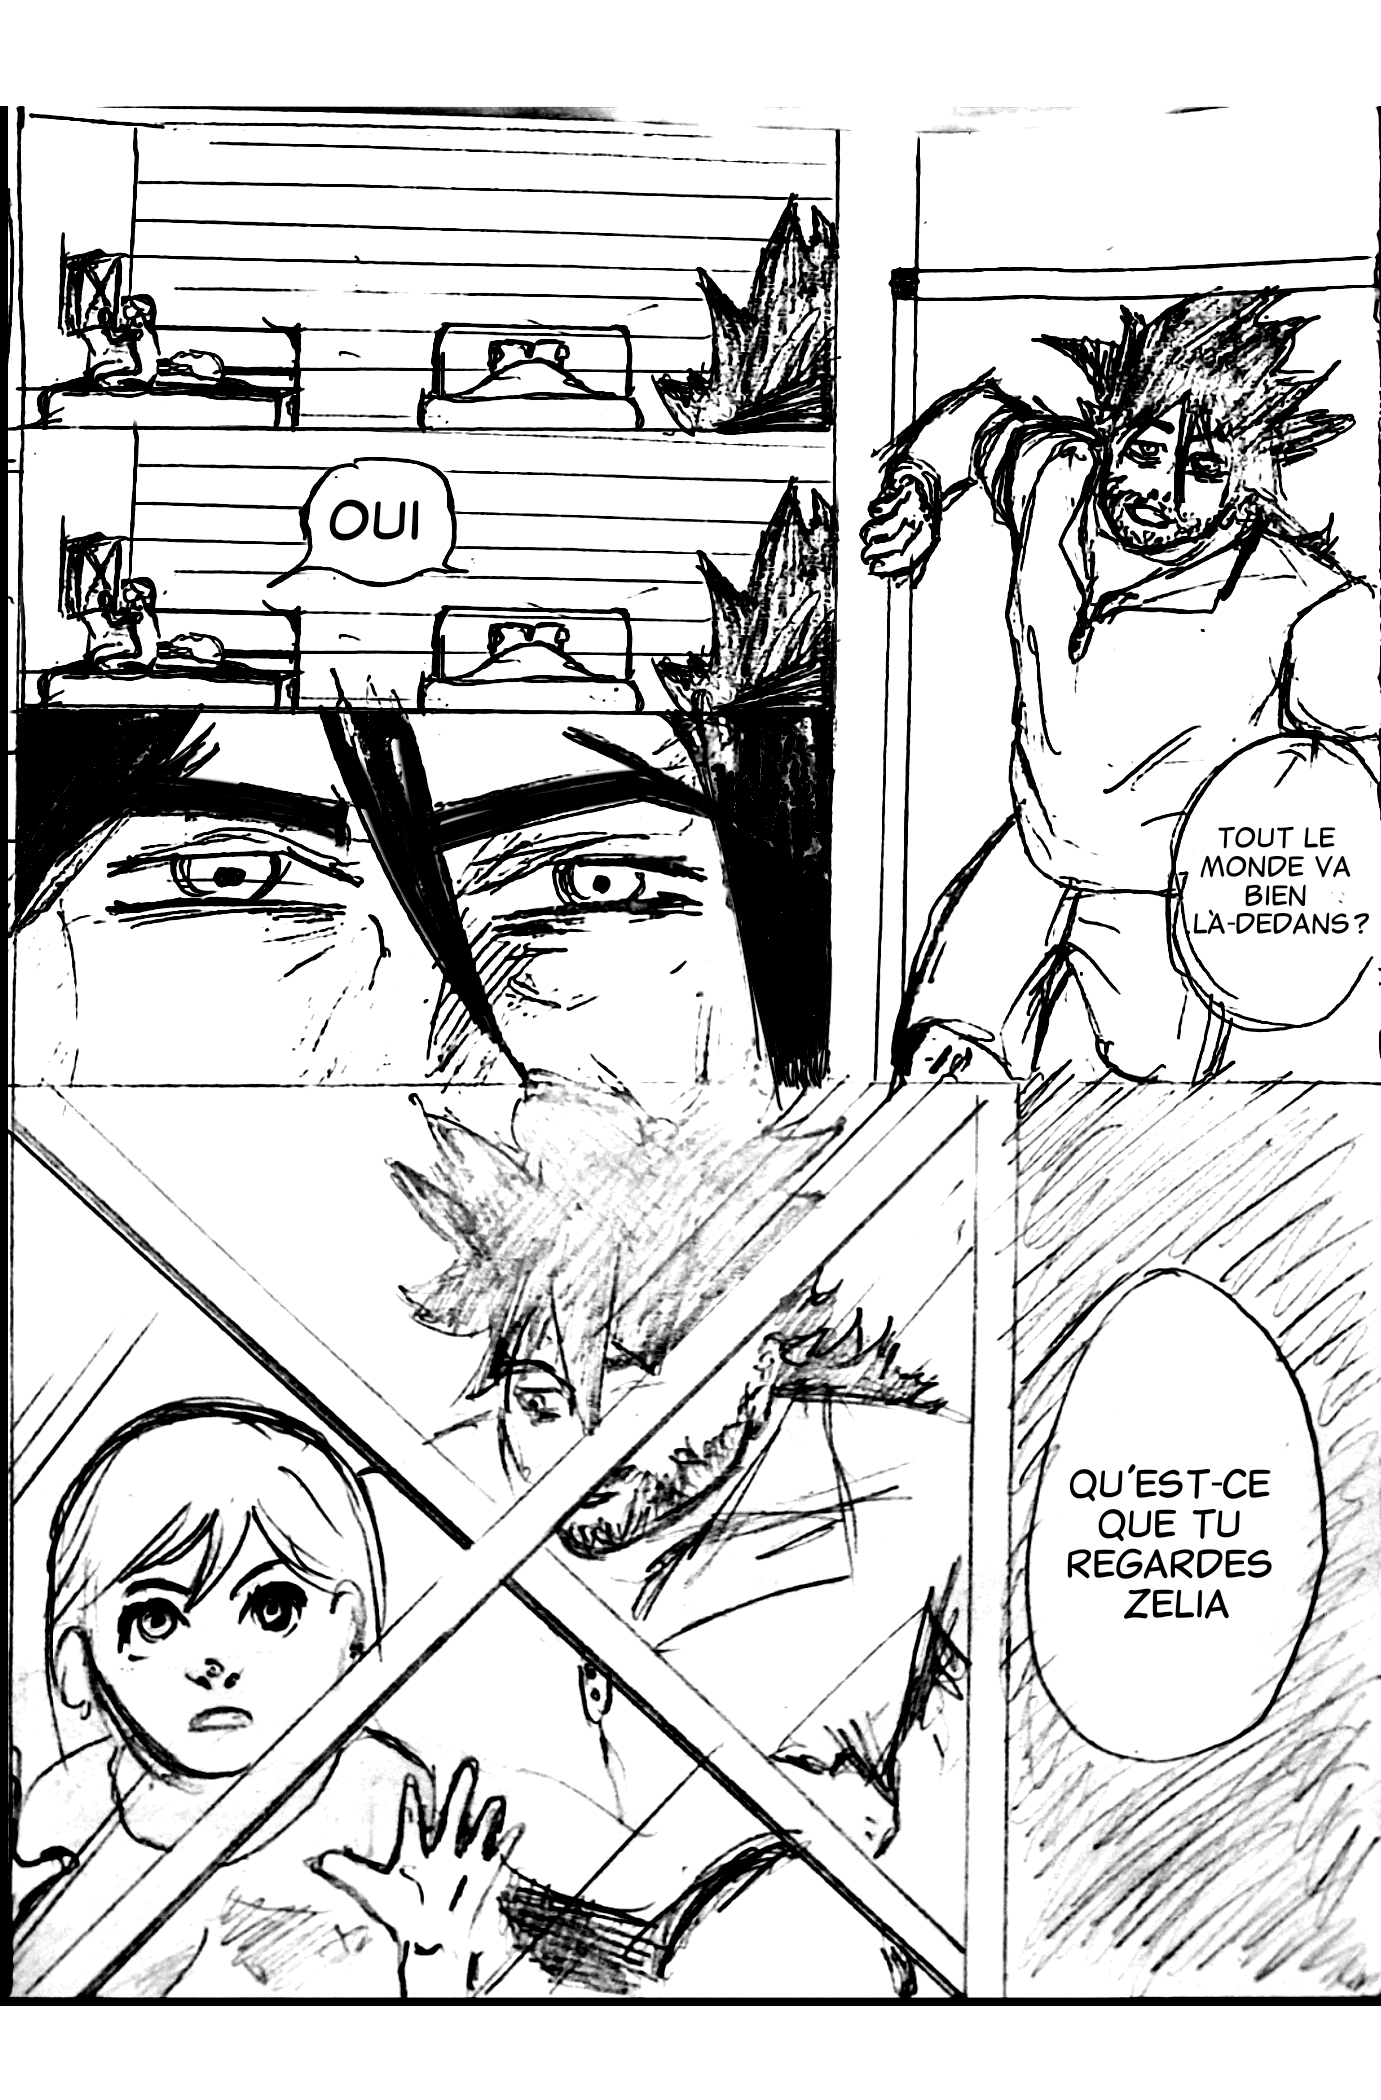 TOUT LE
MONDE VA
BIEN
LÀ-DEDANS?
OUI
QU'EST-CE
QUE TU
REGARDES
ZELIA